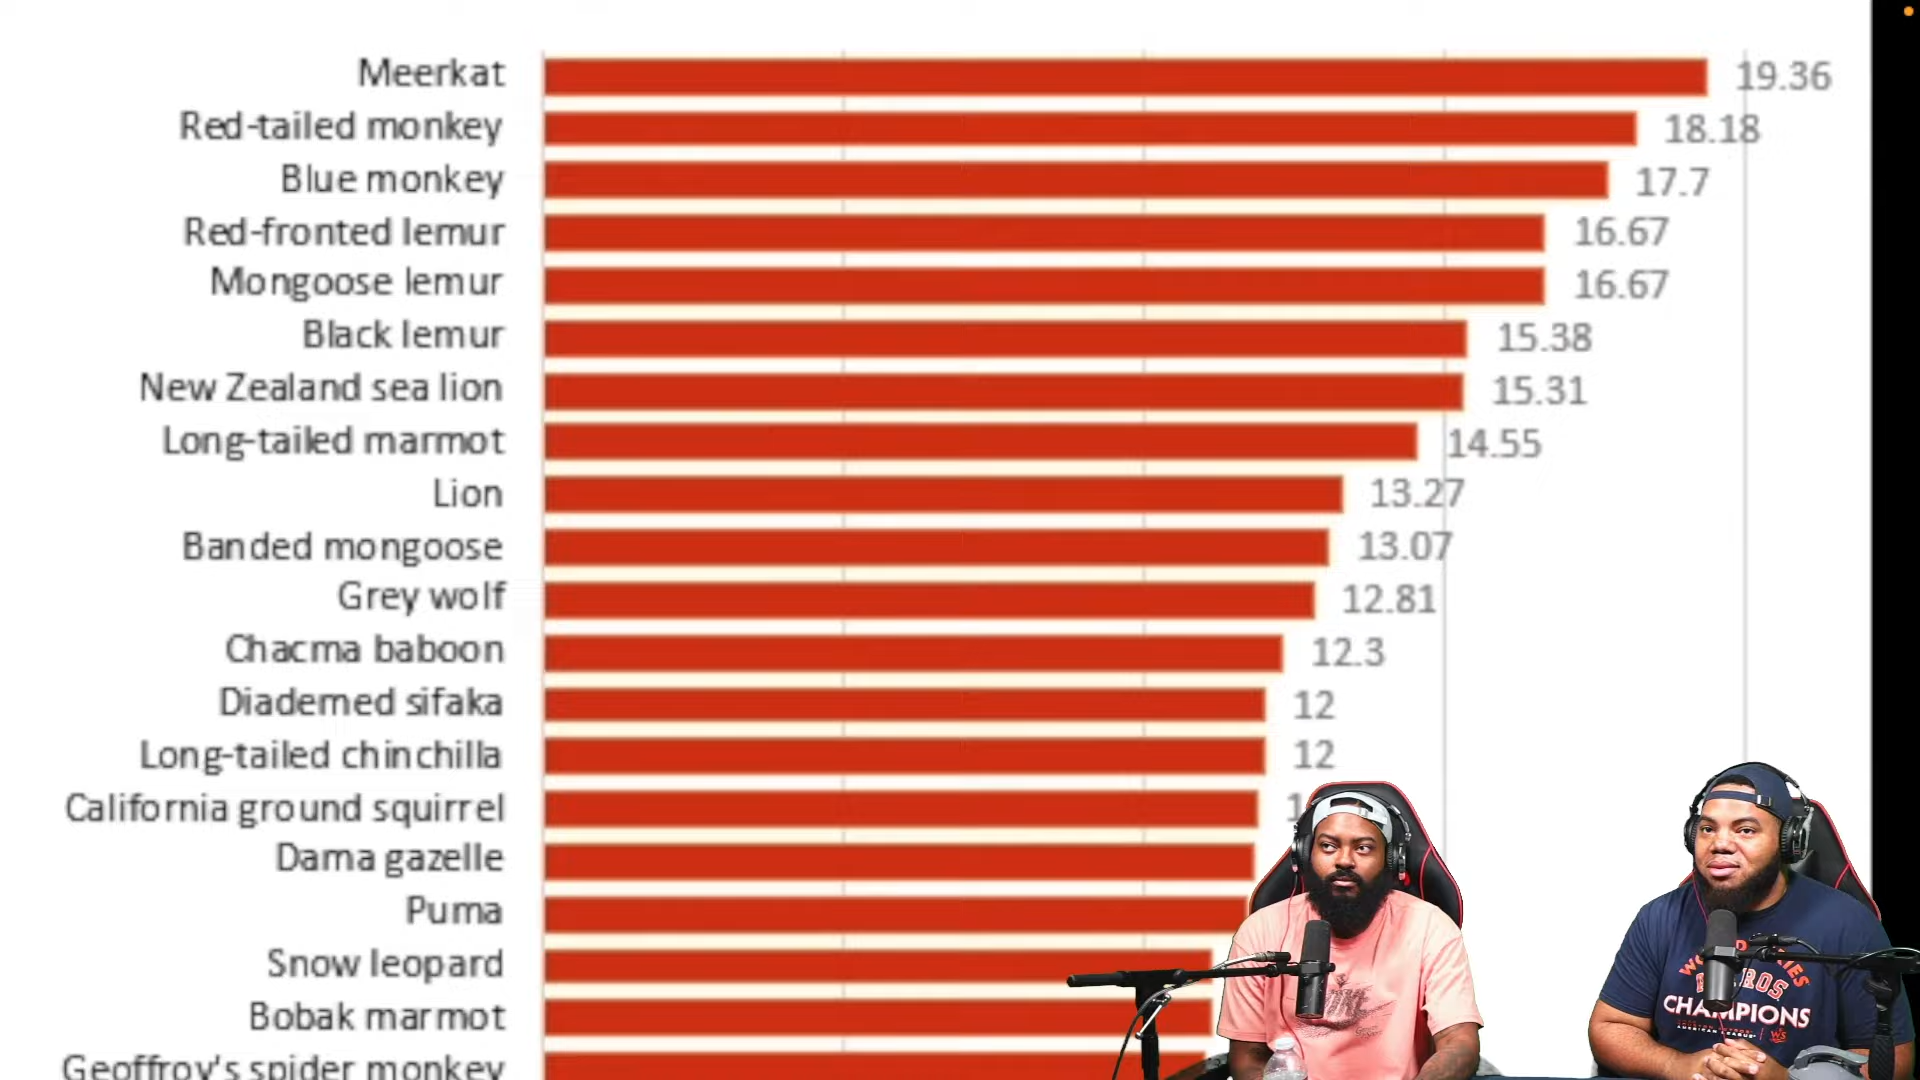 Meerkat 19.36
Red-tailed monkey 18.18
Blue monkey 17.7
Red-fronted lemur 16.67
Mongoose lemur 16.67
Black lemur 15.38
New Zealand sea lion 15.31
Long-tailed marmot 14.55
Lion 13.27
Banded mongoose 13.07
Grey wolf 12.81
Chacma baboon 12.3
Diademed sifaka 12
Long-tailed chinchilla 12
California ground squirrel
Dama gazelle
Puma
Snow leopard
Bobak marmot
Geoffroy's spider monkey
CHAMPIONS